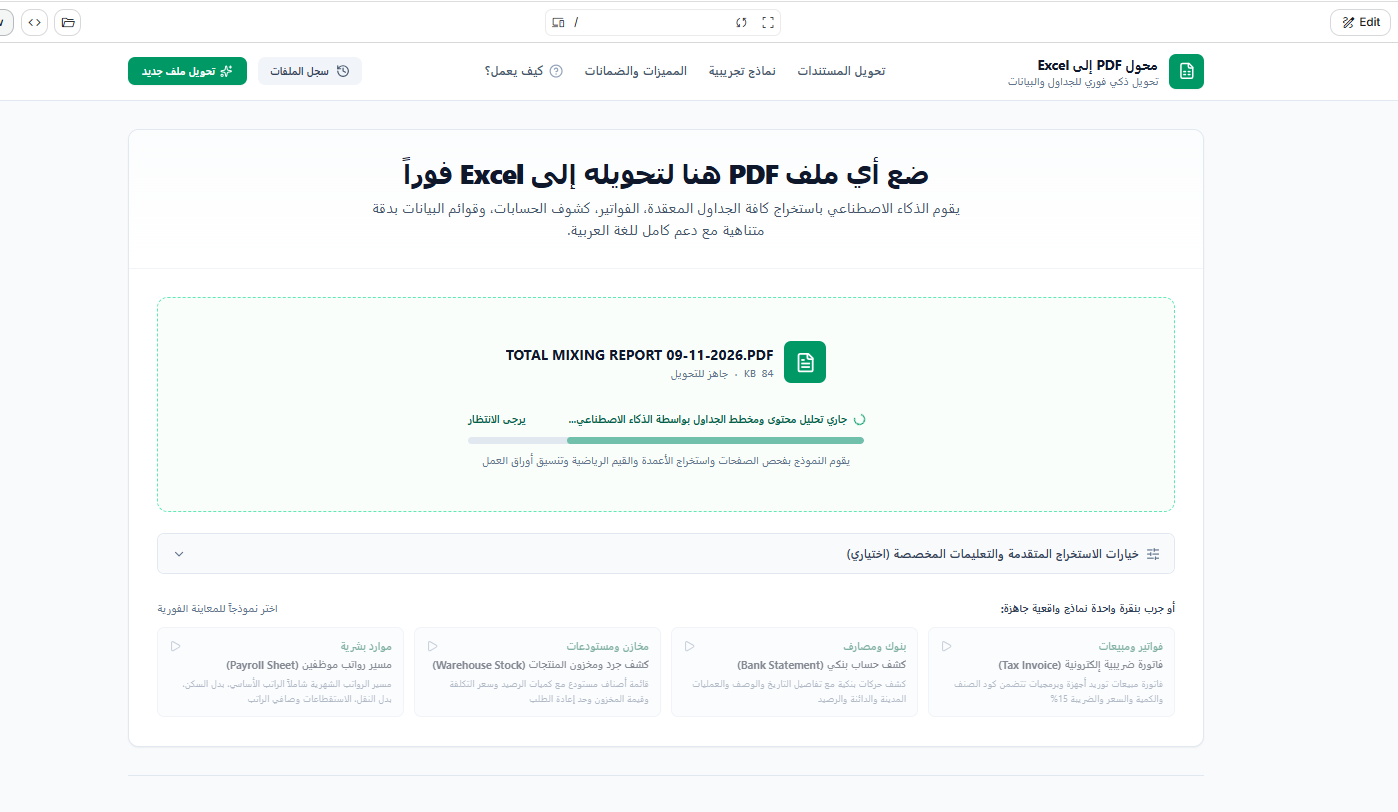 /
Edit
محول PDF إلى Excel
تحويل ذكي فوري للجداول والبيانات
تحويل المستندات
نماذج تجريبية
المميزات والضمانات
كيف يعمل؟
سجل الملفات
تحويل ملف جديد
ضع أي ملف PDF هنا لتحويله إلى Excel فوراً
يقوم الذكاء الاصطناعي باستخراج كافة الجداول المعقدة، الفواتير، كشوف الحسابات، وقوائم البيانات بدقة
متناهية مع دعم كامل للغة العربية.
TOTAL MIXING REPORT 09-11-2026.PDF
84 KB • جاهز للتحويل
جاري تحليل محتوى ومخطط الجداول بواسطة الذكاء الاصطناعي...
يرجى الانتظار
يقوم النموذج بفحص الصفحات واستخراج الأعمدة والقيم الرياضية وتنسيق أوراق العمل
خيارات الاستخراج المتقدمة والتعليمات المخصصة (اختياري)
أو جرب بنقرة واحدة نماذج واقعية جاهزة:
اختر نموذجاً للمعاينة الفورية
فواتير ومبيعات
فاتورة ضريبية إلكترونية (Tax Invoice)
فاتورة مبيعات توريد أجهزة وبرمجيات تتضمن كود الصنف
والكمية والسعر والضريبة 15%
بنوك ومصارف
كشف حساب بنكي (Bank Statement)
كشف حركات بنكية مع تفاصيل التاريخ والوصف والعمليات
المدينة والدائنة والرصيد
مخازن ومستودعات
كشف جرد ومخزون المنتجات (Warehouse Stock)
قائمة أصناف مستودع مع كميات الرصيد وسعر التكلفة
وقيمة المخزون وحد إعادة الطلب
موارد بشرية
مسير رواتب موظفين (Payroll Sheet)
مسير الرواتب الشهرية شاملاً الراتب الأساسي، بدل السكن،
بدل النقل، الاستقطاعات وصافي الراتب